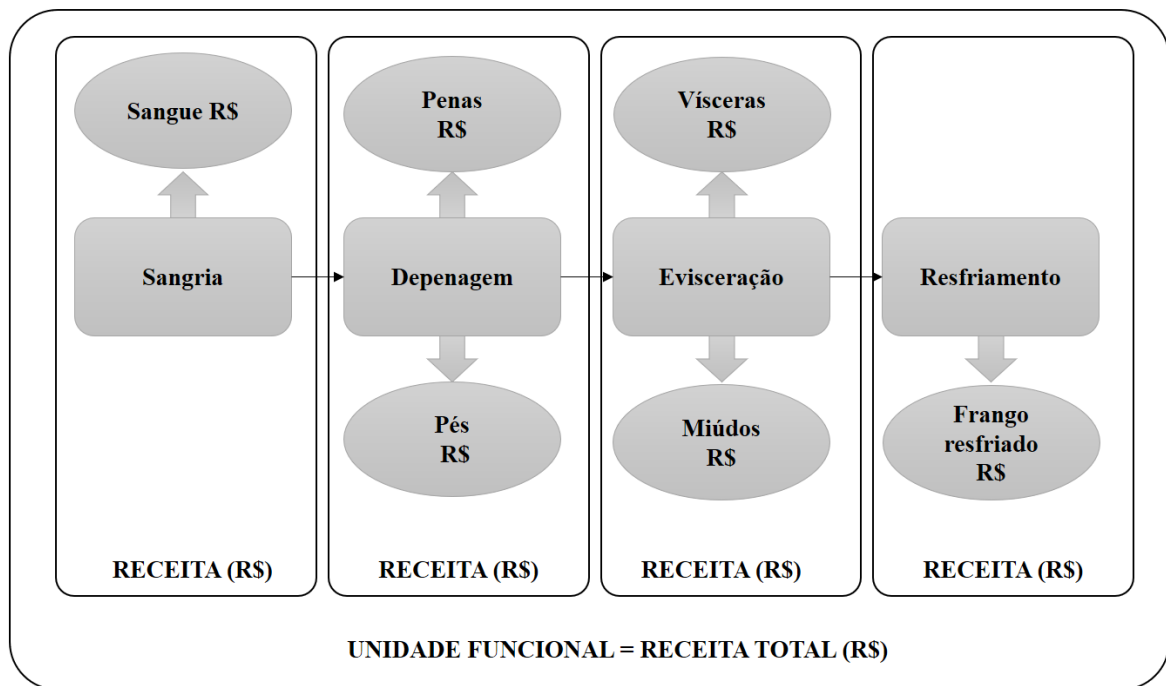 Sangue R$
Penas
R$
Vísceras
R$
Sangria
Depenagem
Evisceração
Resfriamento
Pés
R$
Miúdos
R$
Frango
resfriado
R$
RECEITA (R$)
RECEITA (R$)
RECEITA (R$)
RECEITA (R$)
UNIDADE FUNCIONAL = RECEITA TOTAL (R$)